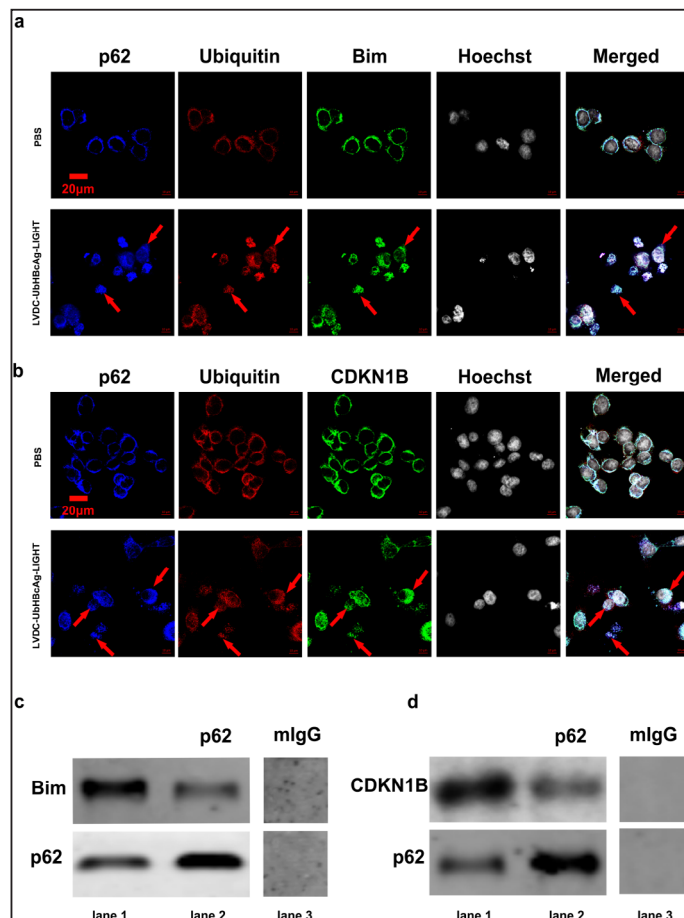 a
p62 Ubiquitin Bim Hoechst Merged
PBS
20μm
LVDC-UbHBcAg-LIGHT
b
p62 Ubiquitin CDKN1B Hoechst Merged
PBS
20μm
LVDC-UbHBcAg-LIGHT
c d
p62 mIgG p62 mIgG
Bim CDKN1B
p62 p62
lane 1 lane 2 lane 3 lane 1 lane 2 lane 3